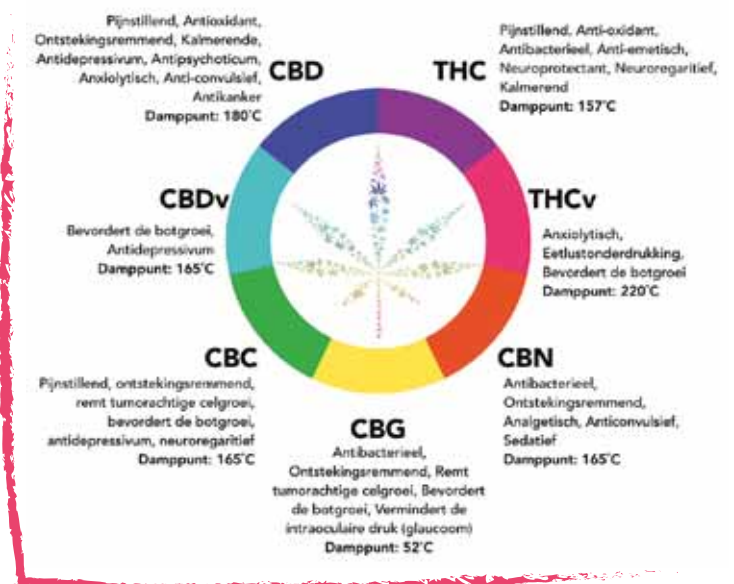 CBD
Pijnstillend, Antioxidant,
Ontstekingsremmend, Kalmerende,
Antidepressivum, Antipsychoticum,
Anxiolytisch, Anti-convulsief,
Antikanker
Damppunt: 180°C
THC
Pijnstillend, Anti-oxidant,
Antibacterieel, Anti-emetisch,
Neuroprotectant, Neuroregaritief,
Kalmerend
Damppunt: 157°C
CBDv
Bevordert de botgroei,
Antidepressivum
Damppunt: 165°C
THCv
Anxiolytisch,
Eetlustonderdrukking,
Bevordert de botgroei
Damppunt: 220°C
CBC
Pijnstillend, ontstekingsremmend,
remt tumorachtige celgroei,
bevordert de botgroei,
antidepressivum, neuroregaritief
Damppunt: 165°C
CBN
Antibacterieel,
Ontstekingsremmend,
Analgetisch, Anticonvulsief,
Sedatief
Damppunt: 165°C
CBG
Antibacterieel,
Ontstekingsremmend, Remt
tumorachtige celgroei, Bevordert
de botgroei, Vermindert de
intraoculaire druk (glaucoom)
Damppunt: 52°C